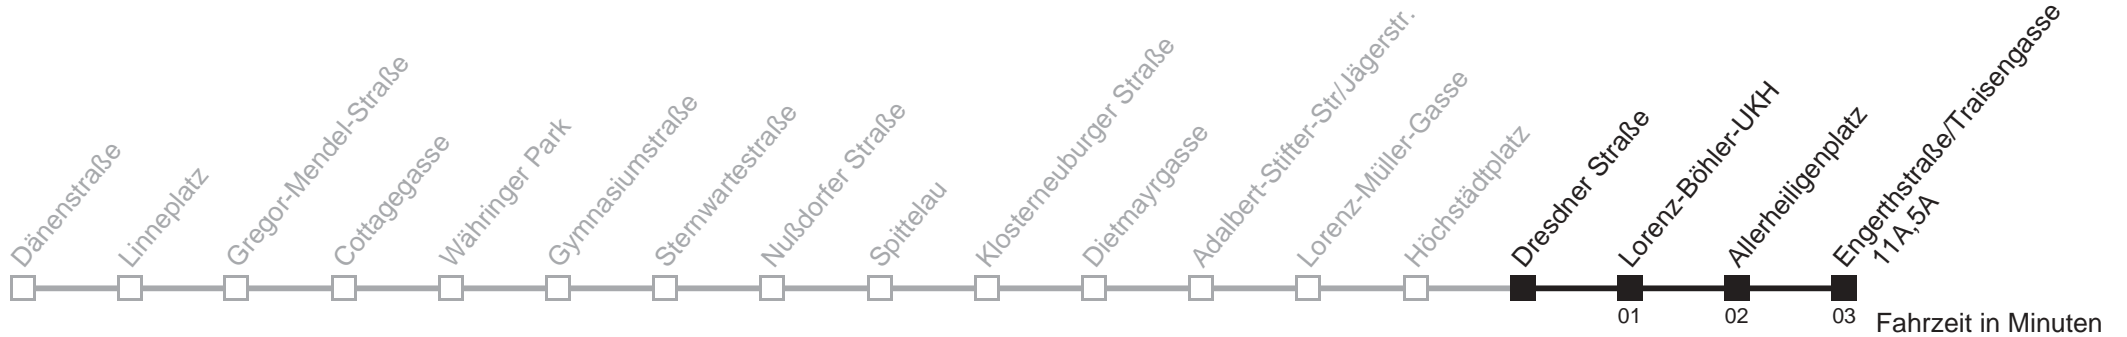 Dänenstraße
Linneplatz
Gregor-Mendel-Straße
Cottagegasse
Währinger Park
Gymnasiumstraße
Sternwartestraße
Nußdorfer Straße
Spittelau
Klosterneuburger Straße
Dietmayrgasse
Adalbert-Stifter-Str/Jägerstr.
Lorenz-Müller-Gasse
Höchstädtplatz
Dresdner Straße
Lorenz-Böhler-UKH
Allerheiligenplatz
Engerthstraße/Traisengasse
11A,5A
01
02
03
Fahrzeit in Minuten